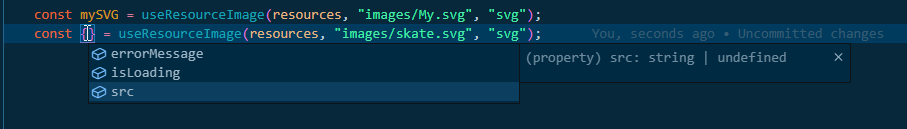 const mySVG = useResourceImage(resources, "images/My.svg", "svg");
const {} = useResourceImage(resources, "images/skate.svg", "svg"); You, seconds ago • Uncommitted changes
errorMessage
(property) src: string | undefined ×
isLoading
src